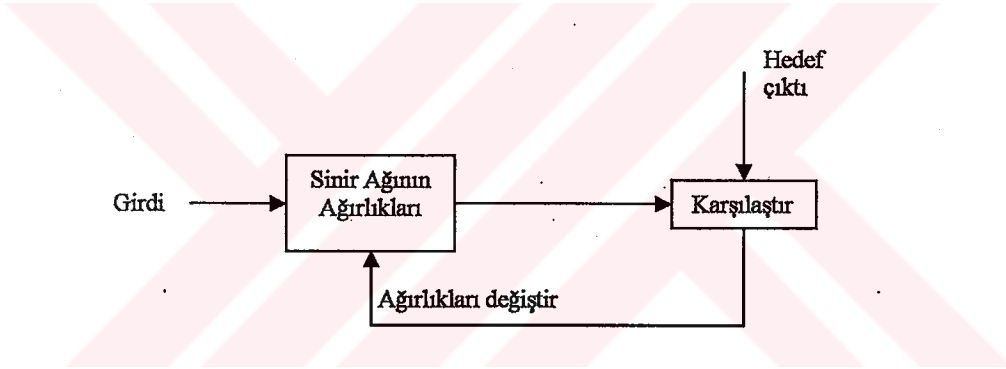 Hedef
çıktı
Sinir Ağının
Ağırlıkları
Girdi
Karşılaştır
Ağırlıkları değiştir